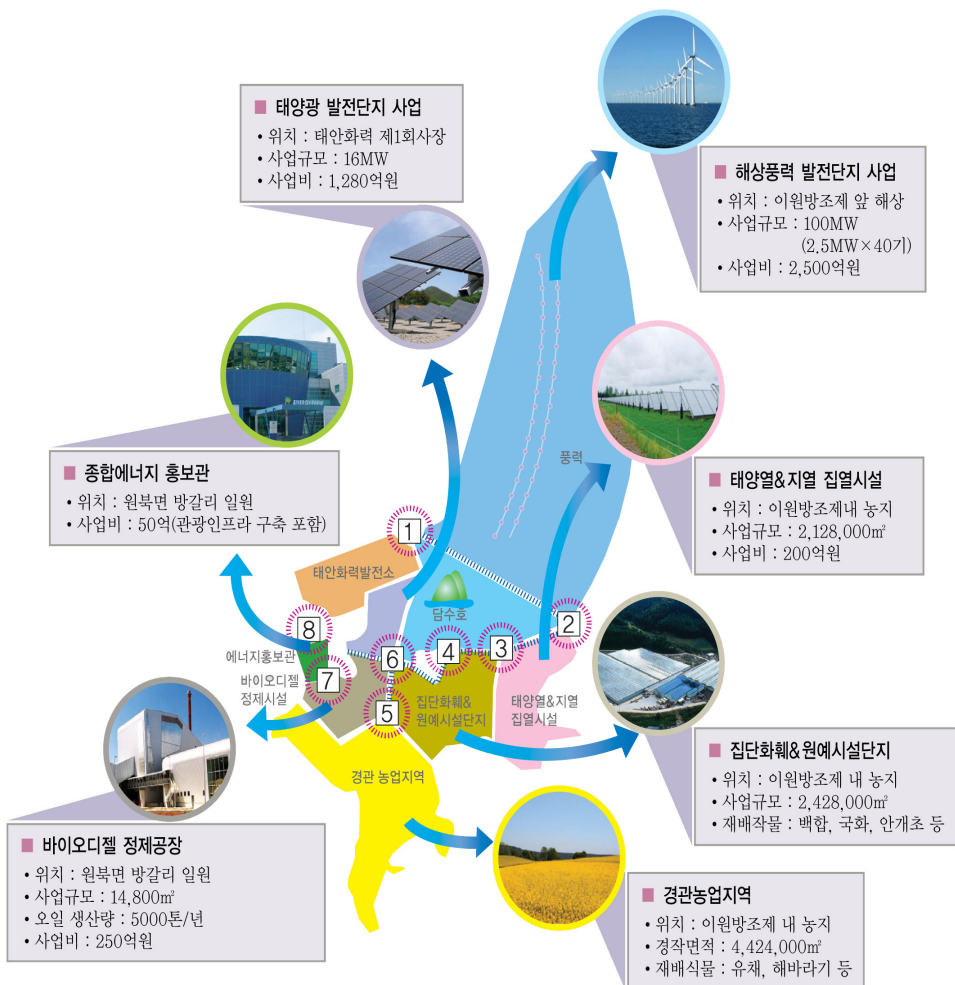 ■ 태양광 발전단지 사업
• 위치 : 태안화력 제1회사장
• 사업규모 : 16MW
• 사업비 : 1,280억원
■ 해상풍력 발전단지 사업
• 위치 : 이원방조제 앞 해상
• 사업규모 : 100MW
(2.5MW×40기)
• 사업비 : 2,500억원
■ 종합에너지 홍보관
• 위치 : 원북면 방갈리 일원
• 사업비 : 50억(관광인프라 구축 포함)
■ 태양열&지열 집열시설
• 위치 : 이원방조제내 농지
• 사업규모 : 2,128,000㎡
• 사업비 : 200억원
풍력
1
태안화력발전소
담수호
2
8
4
3
6
에너지홍보관
7
바이오디젤
정제시설
5
집단화훼&
원예시설단지
태양열&지열
집열시설
경관 농업지역
■ 집단화훼&원예시설단지
• 위치 : 이원방조제 내 농지
• 사업규모 : 2,428,000㎡
• 재배작물 : 백합, 국화, 안개초 등
■ 바이오디젤 정제공장
• 위치 : 원북면 방갈리 일원
• 사업규모 : 14,800㎡
• 오일 생산량 : 5000톤/년
• 사업비 : 250억원
■ 경관농업지역
• 위치 : 이원방조제 내 농지
• 경작면적 : 4,424,000㎡
• 재배식물 : 유채, 해바라기 등